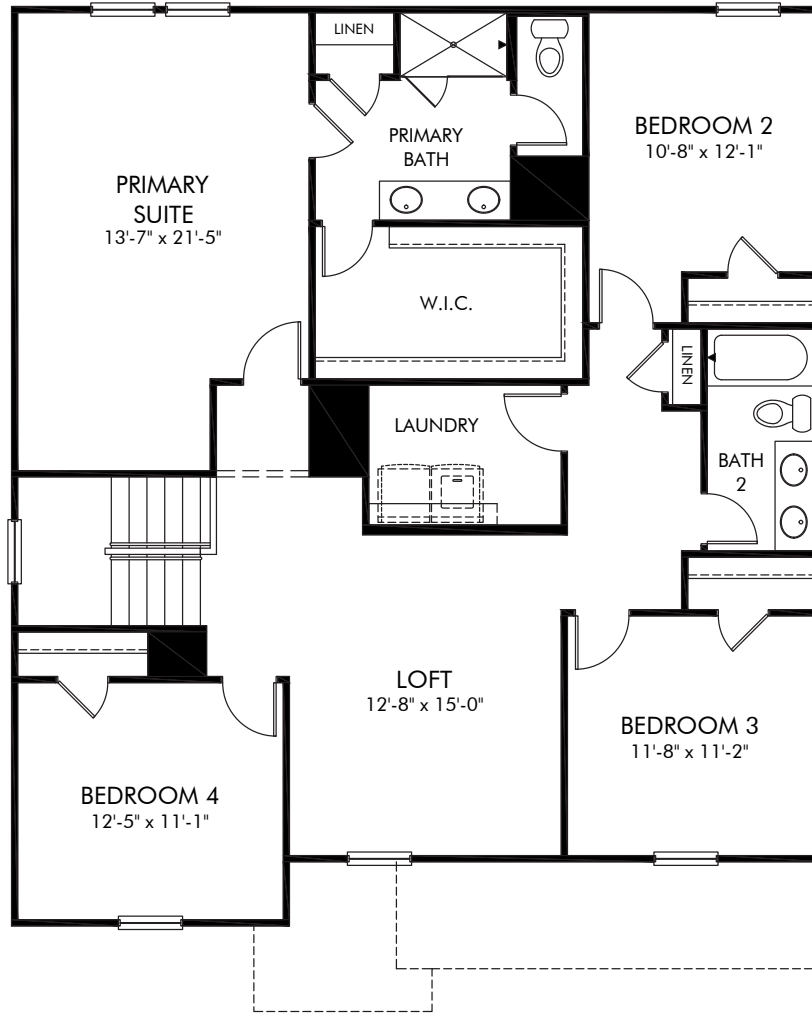 LINEN
PRIMARY
BATH
BEDROOM 2
10'-8" x 12'-1"
PRIMARY
SUITE
13'-7" x 21'-5"
W.I.C.
LINEN
LAUNDRY
BATH
2
LOFT
12'-8" x 15'-0"
BEDROOM 3
11'-8" x 11'-2"
BEDROOM 4
12'-5" x 11'-1"